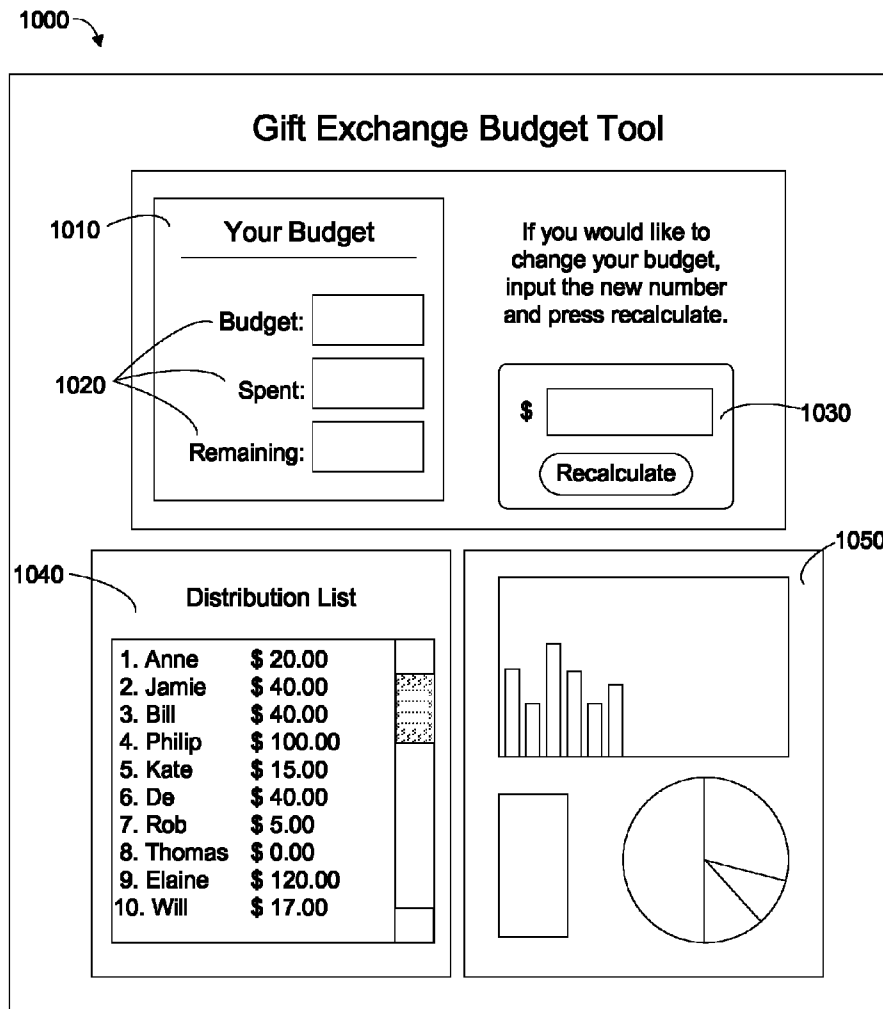 1000
Gift Exchange Budget Tool
1010
Your Budget
Budget:
1020
Spent:
Remaining:
If you would like to
change your budget,
input the new number
and press recalculate.
$
1030
Recalculate
1040
Distribution List
1. Anne $ 20.00
2. Jamie $ 40.00
3. Bill $ 40.00
4. Philip $ 100.00
5. Kate $ 15.00
6. De $ 40.00
7. Rob $ 5.00
8. Thomas $ 0.00
9. Elaine $ 120.00
10. Will $ 17.00
1050